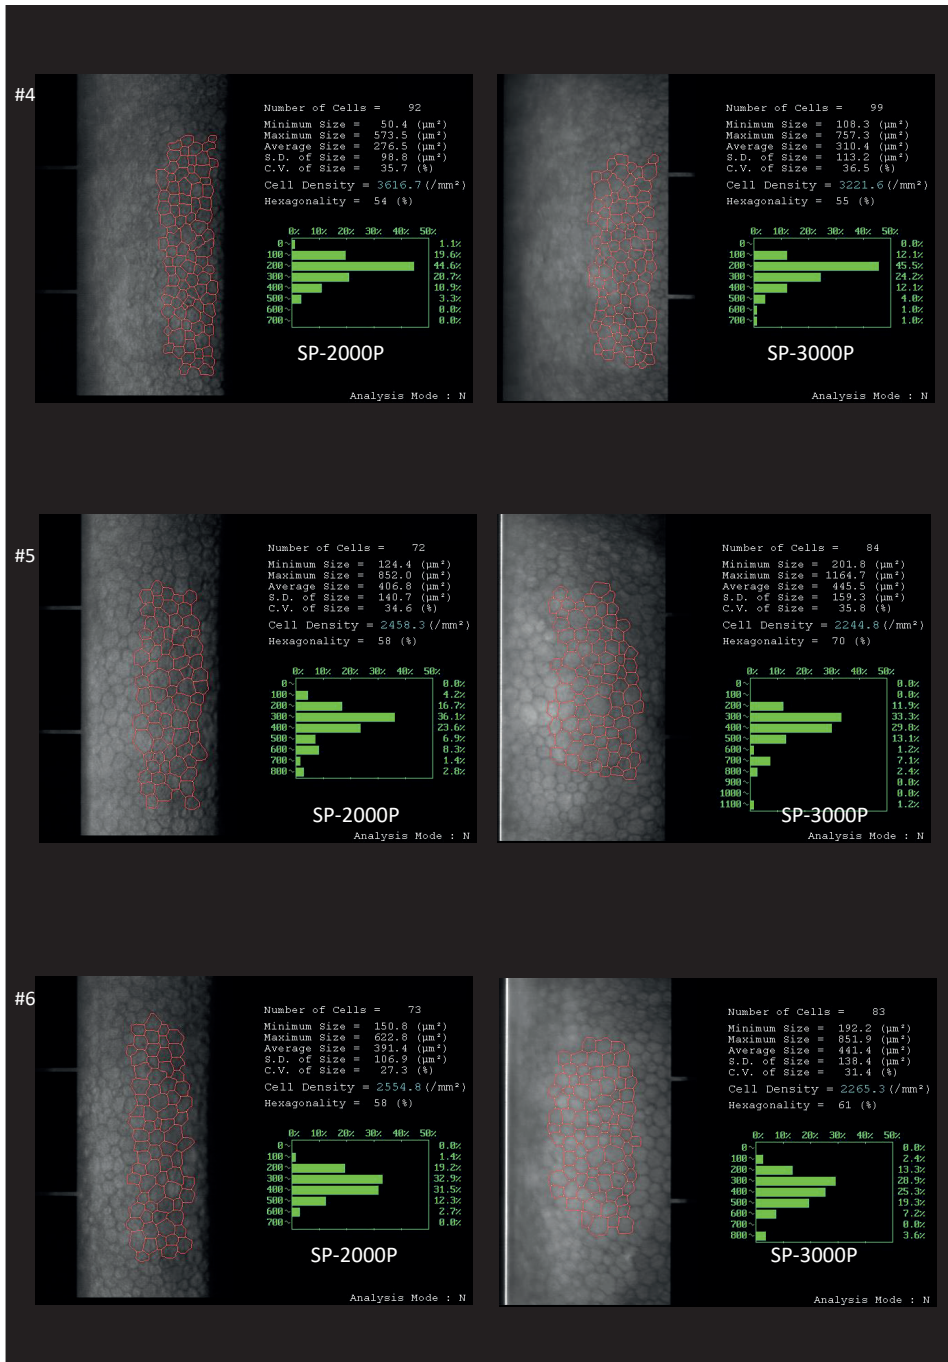 #4
Number of Cells = 92
Minimum Size = 50.4 (μm²)
Maximum Size = 573.5 (μm²)
Average Size = 276.5 (μm²)
S.D. of Size = 98.8 (μm²)
C.V. of Size = 35.7 (%)
Cell Density = 3616.7(/mm²)
Hexagonality = 54 (%)
0% 10% 20% 30% 40% 50%
0~ 1.1%
100~ 19.6%
200~ 44.6%
300~ 20.7%
400~ 10.9%
500~ 3.3%
600~ 0.0%
700~ 0.0%
SP-2000P
Analysis Mode : N
Number of Cells = 99
Minimum Size = 108.3 (μm²)
Maximum Size = 757.3 (μm²)
Average Size = 310.4 (μm²)
S.D. of Size = 113.2 (μm²)
C.V. of Size = 36.5 (%)
Cell Density = 3221.6(/mm²)
Hexagonality = 55 (%)
0% 10% 20% 30% 40% 50%
0~ 0.0%
100~ 12.1%
200~ 45.5%
300~ 24.2%
400~ 12.1%
500~ 4.0%
600~ 1.0%
700~ 1.0%
SP-3000P
Analysis Mode : N
#5
Number of Cells = 72
Minimum Size = 124.4 (μm²)
Maximum Size = 852.0 (μm²)
Average Size = 406.8 (μm²)
S.D. of Size = 140.7 (μm²)
C.V. of Size = 34.6 (%)
Cell Density = 2458.3(/mm²)
Hexagonality = 58 (%)
0% 10% 20% 30% 40% 50%
0~ 0.0%
100~ 4.2%
200~ 16.7%
300~ 36.1%
400~ 23.6%
500~ 6.9%
600~ 8.3%
700~ 1.4%
800~ 2.8%
SP-2000P
Analysis Mode : N
Number of Cells = 84
Minimum Size = 201.8 (μm²)
Maximum Size = 1164.7 (μm²)
Average Size = 445.5 (μm²)
S.D. of Size = 159.3 (μm²)
C.V. of Size = 35.8 (%)
Cell Density = 2244.8(/mm²)
Hexagonality = 70 (%)
0% 10% 20% 30% 40% 50%
0~ 0.0%
100~ 0.0%
200~ 11.9%
300~ 33.3%
400~ 29.8%
500~ 13.1%
600~ 1.2%
700~ 7.1%
800~ 2.4%
900~ 0.0%
1000~ 0.0%
1100~ 1.2%
SP-3000P
Analysis Mode : N
#6
Number of Cells = 73
Minimum Size = 150.8 (μm²)
Maximum Size = 622.8 (μm²)
Average Size = 391.4 (μm²)
S.D. of Size = 106.9 (μm²)
C.V. of Size = 27.3 (%)
Cell Density = 2554.8(/mm²)
Hexagonality = 58 (%)
0% 10% 20% 30% 40% 50%
0~ 0.0%
100~ 1.4%
200~ 19.2%
300~ 32.9%
400~ 31.5%
500~ 12.3%
600~ 2.7%
700~ 0.0%
SP-2000P
Analysis Mode : N
Number of Cells = 83
Minimum Size = 192.2 (μm²)
Maximum Size = 851.9 (μm²)
Average Size = 441.4 (μm²)
S.D. of Size = 138.4 (μm²)
C.V. of Size = 31.4 (%)
Cell Density = 2265.3(/mm²)
Hexagonality = 61 (%)
0% 10% 20% 30% 40% 50%
0~ 0.0%
100~ 2.4%
200~ 13.3%
300~ 28.9%
400~ 25.3%
500~ 19.3%
600~ 7.2%
700~ 0.0%
800~ 3.6%
SP-3000P
Analysis Mode : N